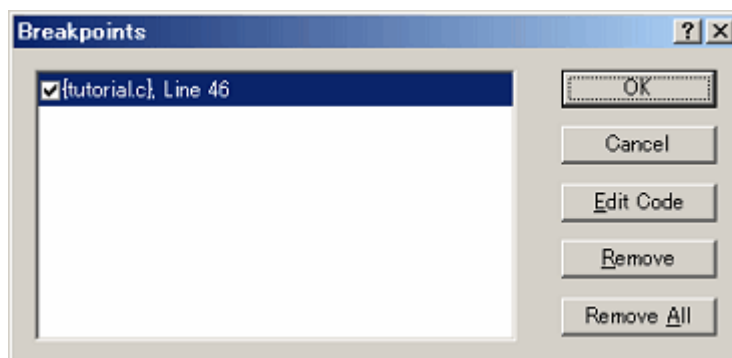 Breakpoints
{tutorial.c}, Line 46
OK
Cancel
Edit Code
Remove
Remove All